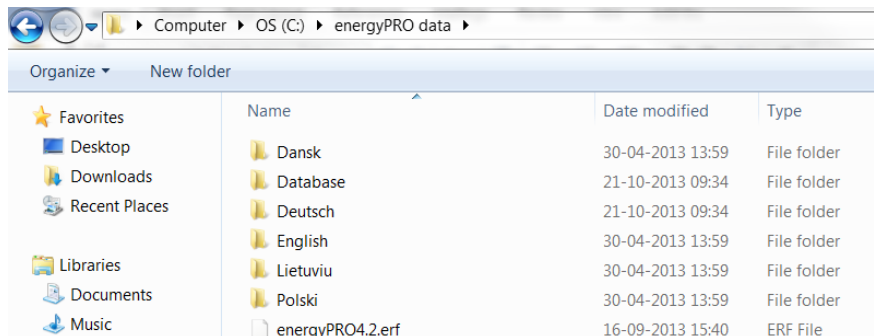 Computer OS (C:) energyPRO data
Organize New folder
Favorites
Desktop
Downloads
Recent Places
Libraries
Documents
Music
Name Date modified Type
Dansk 30-04-2013 13:59 File folder
Database 21-10-2013 09:34 File folder
Deutsch 21-10-2013 09:34 File folder
English 30-04-2013 13:59 File folder
Lietuviu 30-04-2013 13:59 File folder
Polski 30-04-2013 13:59 File folder
energyPRO4.2.erf 16-09-2013 15:40 ERF File